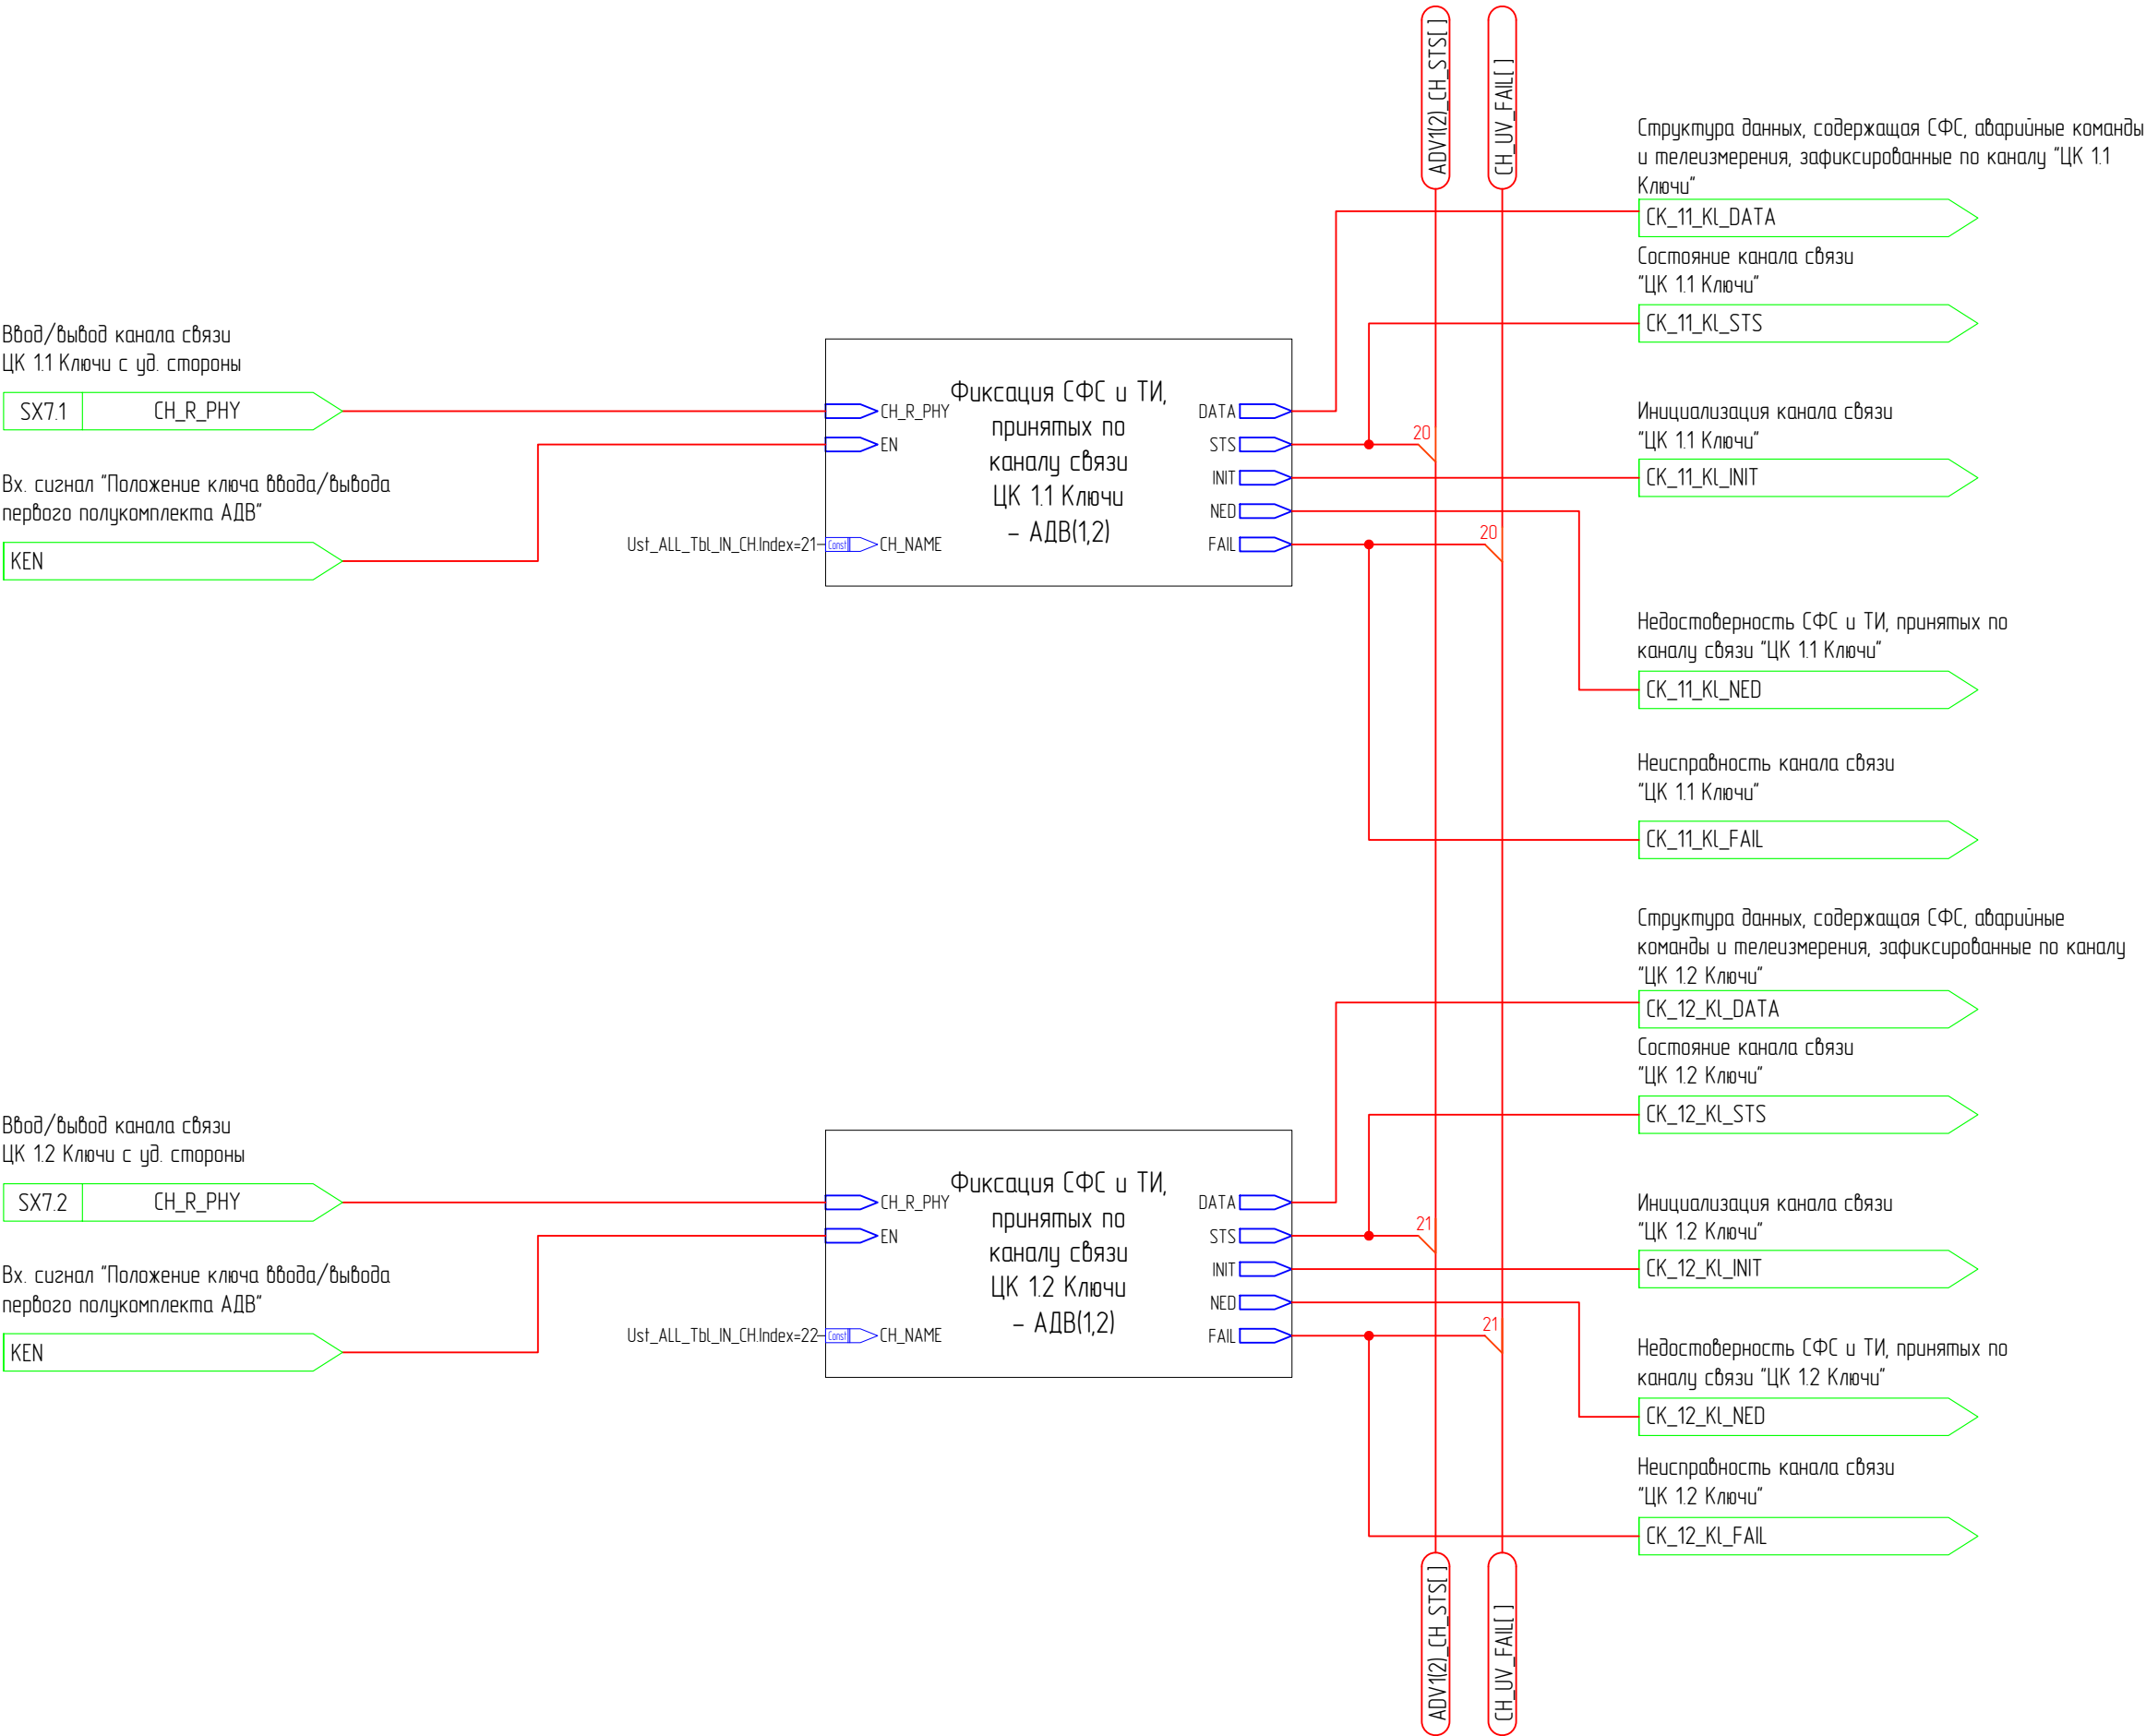 ADV1(2)_CH_STS[ ]
CH_UV_FAIL[ ]
Структура данных, содержащая СФС, аварийные команды
и телеизмерения, зафиксированные по каналу "ЦК 1.1
Ключи"
CK_11_Kl_DATA
Состояние канала связи
"ЦК 1.1 Ключи"
CK_11_Kl_STS
Ввод/вывод канала связи
ЦК 1.1 Ключи с уд. стороны
SX7.1
CH_R_PHY
Вх. сигнал "Положение ключа ввода/вывода
первого полукомплекта АДВ"
KEN
Ust_ALL_Tbl_IN_CH.Index=21
Const
CH_R_PHY
EN
CH_NAME
Фиксация СФС и ТИ,
принятых по
каналу связи
ЦК 1.1 Ключи
- АДВ(1,2)
DATA
STS
INIT
NED
FAIL
20
20
Инициализация канала связи
"ЦК 1.1 Ключи"
CK_11_Kl_INIT
Недостоверность СФС и ТИ, принятых по
каналу связи "ЦК 1.1 Ключи"
CK_11_Kl_NED
Неисправность канала связи
"ЦК 1.1 Ключи"
CK_11_Kl_FAIL
Структура данных, содержащая СФС, аварийные
команды и телеизмерения, зафиксированные по каналу
"ЦК 1.2 Ключи"
CK_12_Kl_DATA
Состояние канала связи
"ЦК 1.2 Ключи"
CK_12_Kl_STS
Ввод/вывод канала связи
ЦК 1.2 Ключи с уд. стороны
SX7.2
CH_R_PHY
Вх. сигнал "Положение ключа ввода/вывода
первого полукомплекта АДВ"
KEN
Ust_ALL_Tbl_IN_CH.Index=22
Const
CH_R_PHY
EN
CH_NAME
Фиксация СФС и ТИ,
принятых по
каналу связи
ЦК 1.2 Ключи
- АДВ(1,2)
DATA
STS
INIT
NED
FAIL
21
21
Инициализация канала связи
"ЦК 1.2 Ключи"
CK_12_Kl_INIT
Недостоверность СФС и ТИ, принятых по
каналу связи "ЦК 1.2 Ключи"
CK_12_Kl_NED
Неисправность канала связи
"ЦК 1.2 Ключи"
CK_12_Kl_FAIL
ADV1(2)_CH_STS[ ]
CH_UV_FAIL[ ]